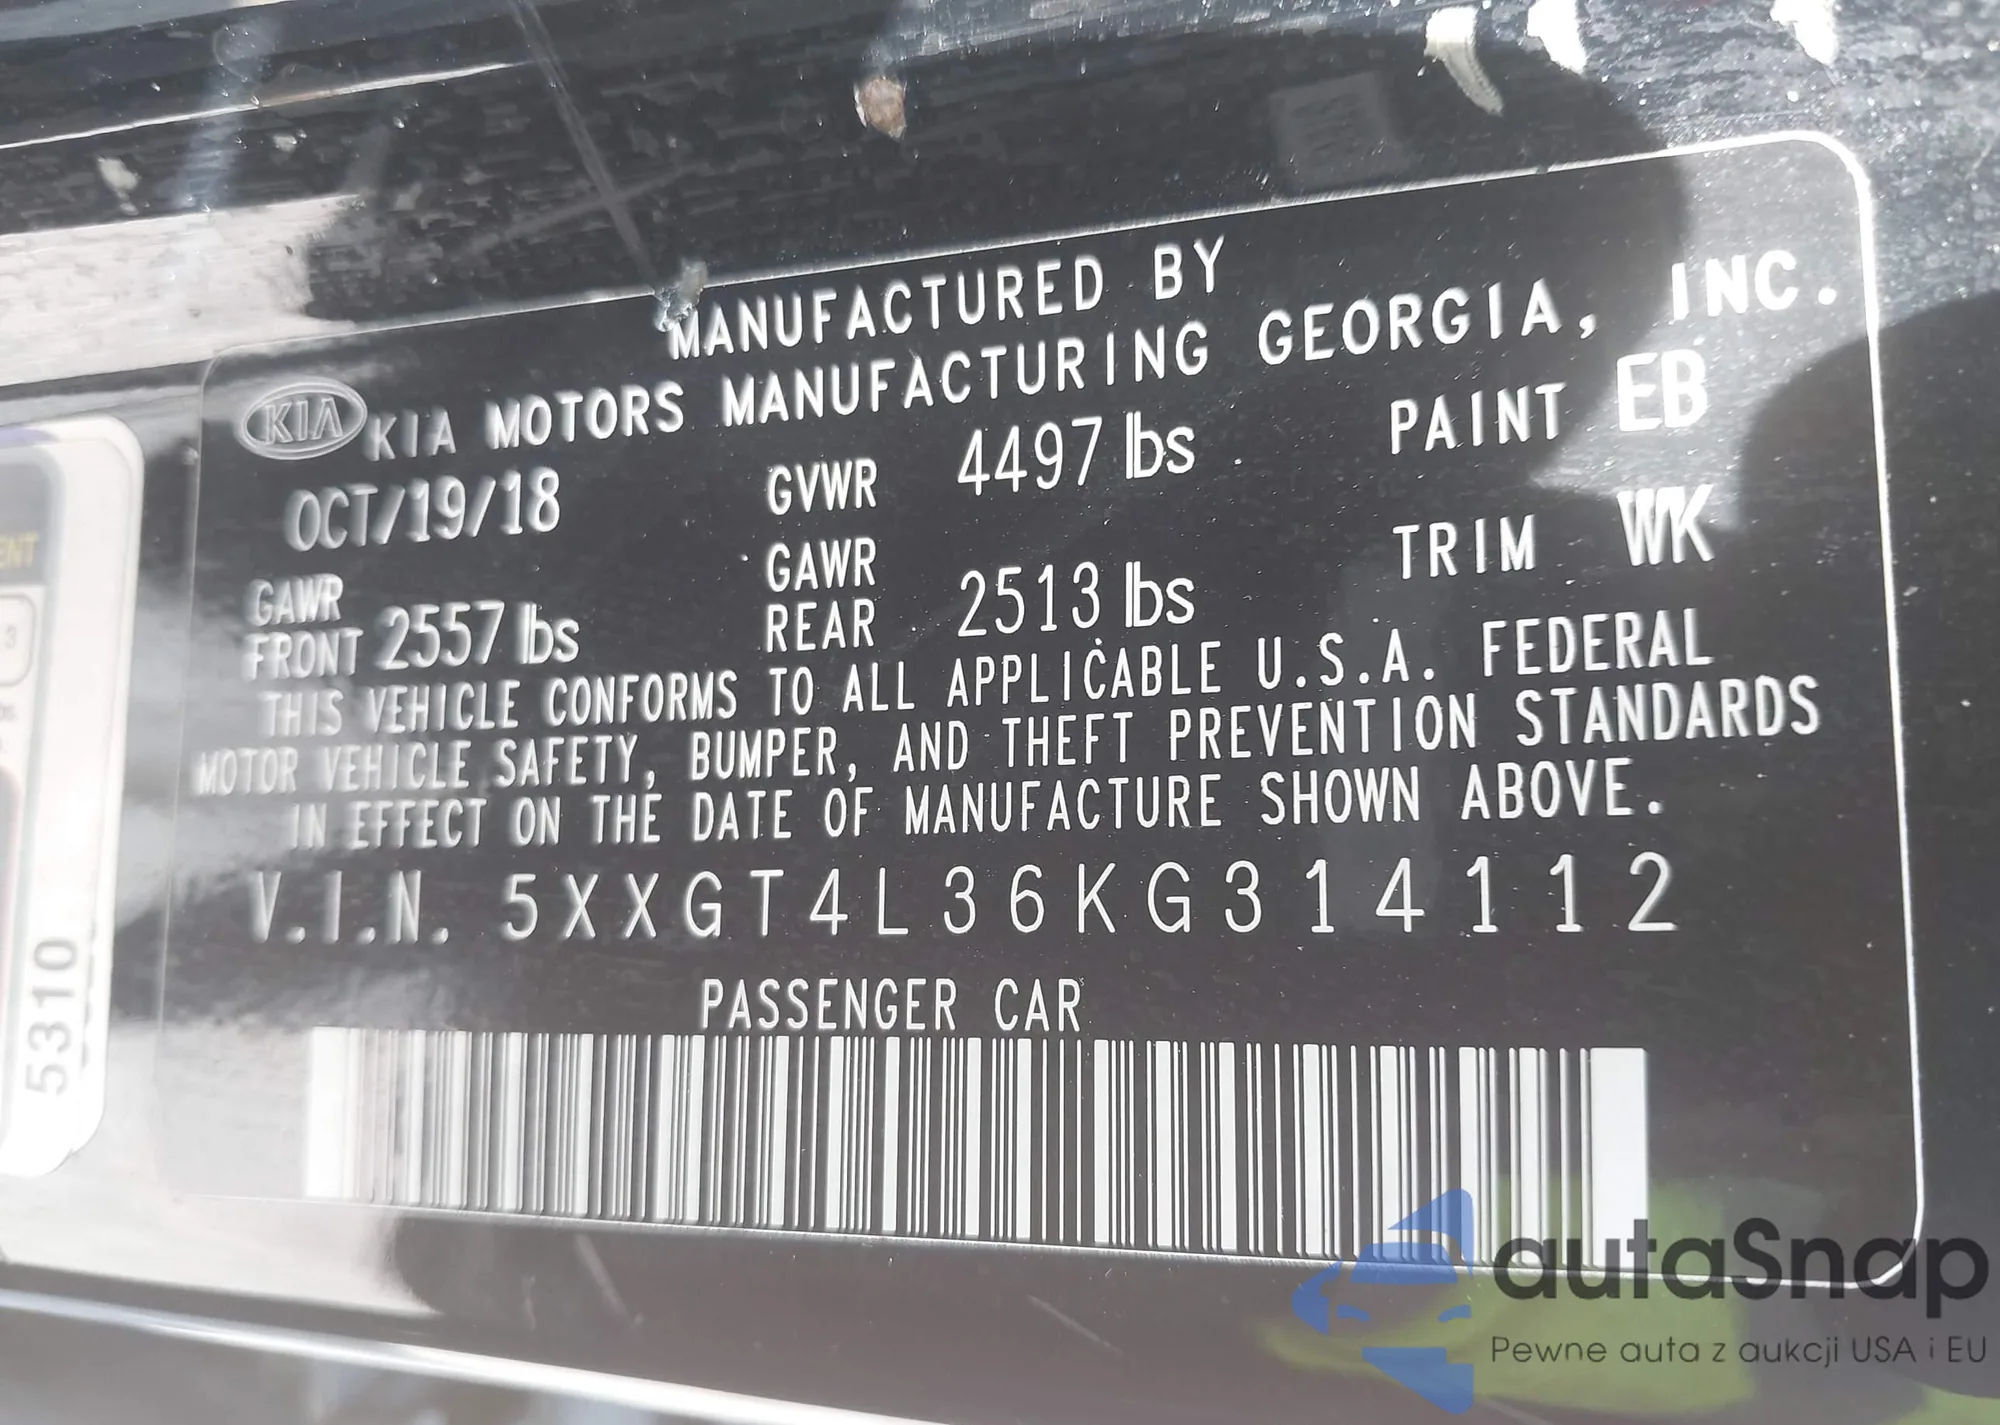 MANUFACTURED BY
KIA KIA MOTORS MANUFACTURING GEORGIA, INC.
OCT/19/18 GVWR 4497 lbs PAINT EB
GAWR FRONT 2557 lbs GAWR REAR 2513 lbs TRIM WK
THIS VEHICLE CONFORMS TO ALL APPLICABLE U.S.A. FEDERAL
MOTOR VEHICLE SAFETY, BUMPER, AND THEFT PREVENTION STANDARDS
IN EFFECT ON THE DATE OF MANUFACTURE SHOWN ABOVE.
V.I.N. 5XXGT4L36KG314112
PASSENGER CAR
5310
3
autaSnap
Pewne auta z aukcji USA i EU